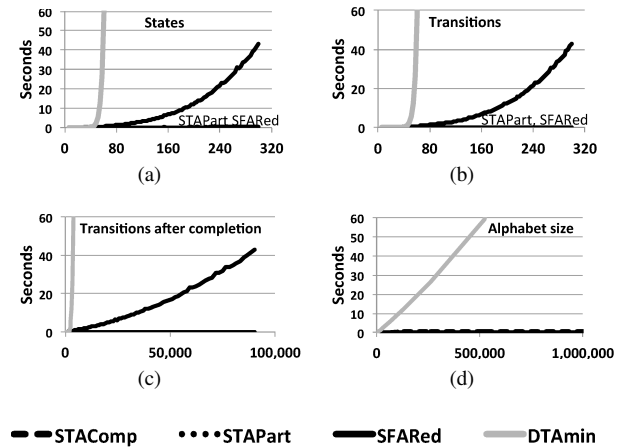 States
Seconds
60
50
40
30
20
10
0
STAPart SFARed
0 80 160 240 320
(a)
Transitions
Seconds
60
40
20
0
STAPart, SFARed
0 80 160 240 320
(b)
Transitions after completion
Seconds
60
40
20
0
0 50,000 100,000
(c)
Alphabet size
Seconds
60
50
40
30
20
10
0
0 500,000 1,000,000
(d)
STAComp STAPart SFARed DTAmin